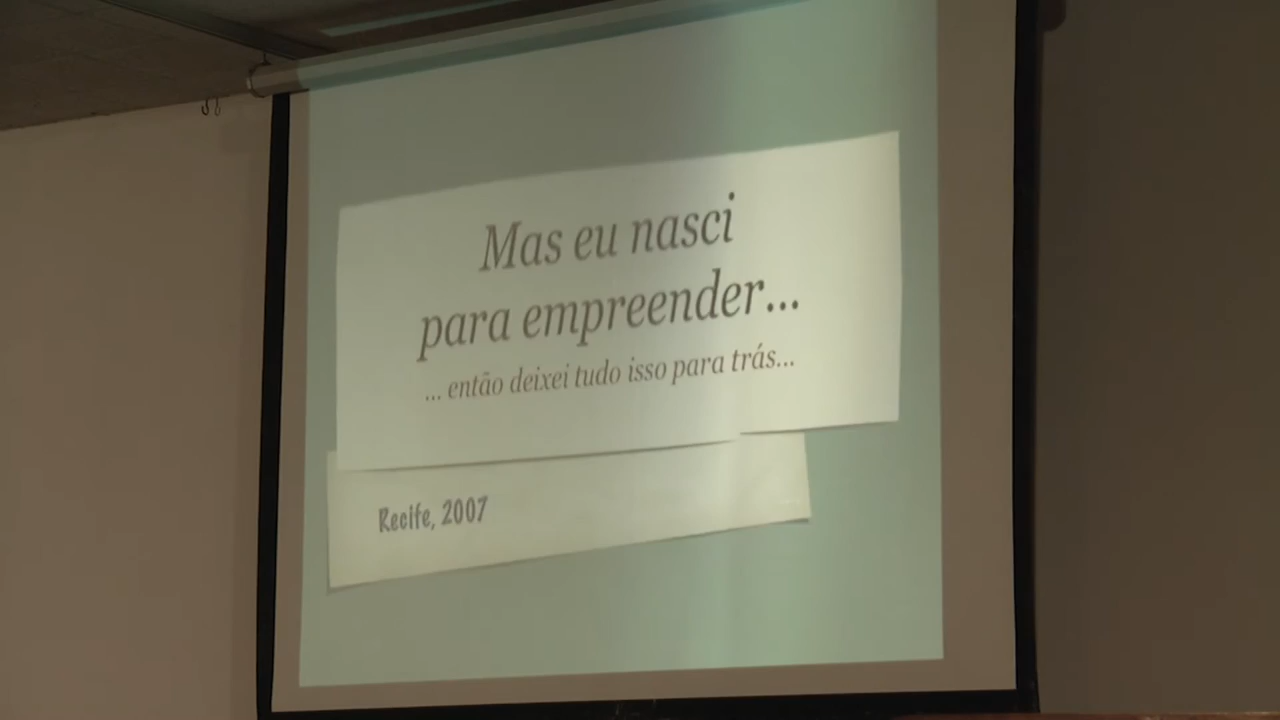 Mas eu nasci
para empreender...
... então deixei tudo isso para trás...
Recife, 2007